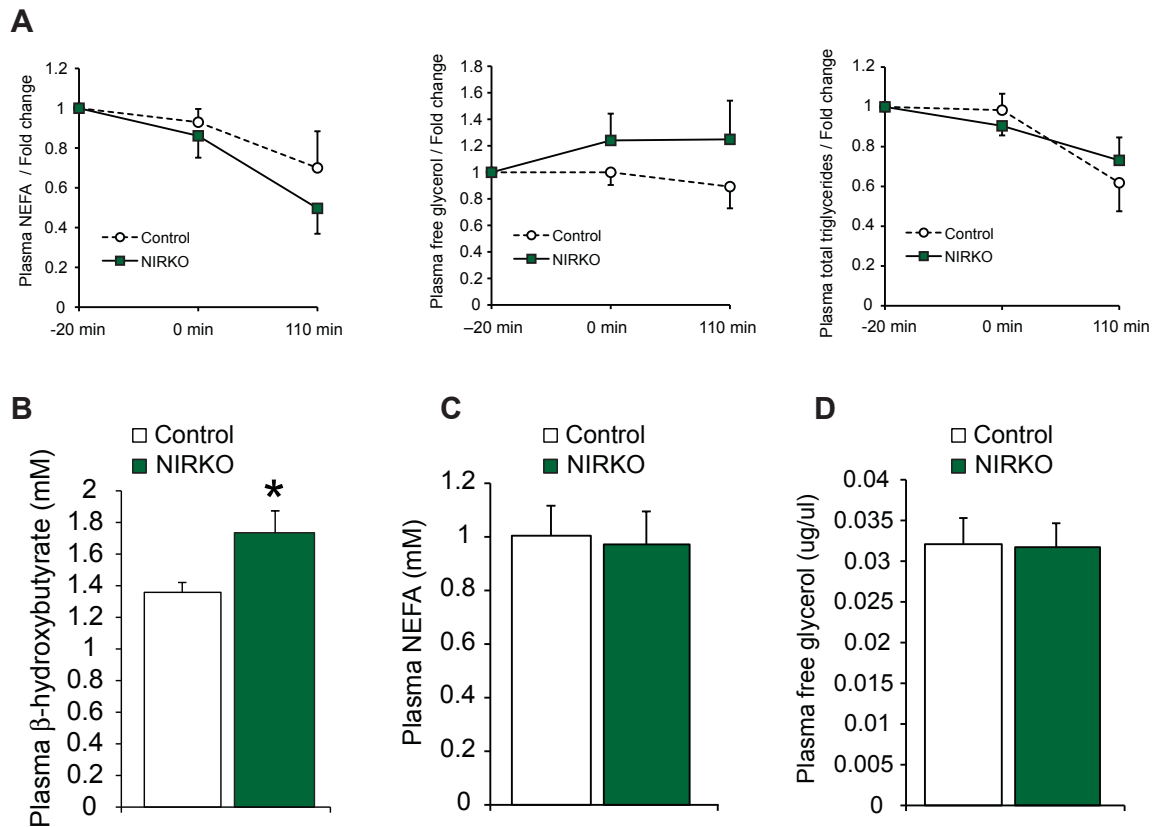 A
Plasma NEFA / Fold change
1.2
1
0.8
0.6
0.4
0.2
0
Control
NIRKO
-20 min 0 min 110 min
Plasma free glycerol / Fold change
1.8
1.6
1.4
1.2
1
0.8
0.6
0.4
0.2
0
Control
NIRKO
–20 min 0 min 110 min
Plasma total triglycerides / Fold change
1.2
1
0.8
0.6
0.4
0.2
0
Control
NIRKO
-20 min 0 min 110 min
B
Control
NIRKO
Plasma β-hydroxybutyrate (mM)
2
1.8
1.6
1.4
1.2
1
0.8
0.6
0.4
0.2
0
*
C
Control
NIRKO
Plasma NEFA (mM)
1.2
1
0.8
0.6
0.4
0.2
0
D
Control
NIRKO
Plasma free glycerol (ug/ul)
0.04
0.035
0.03
0.025
0.02
0.015
0.01
0.005
0